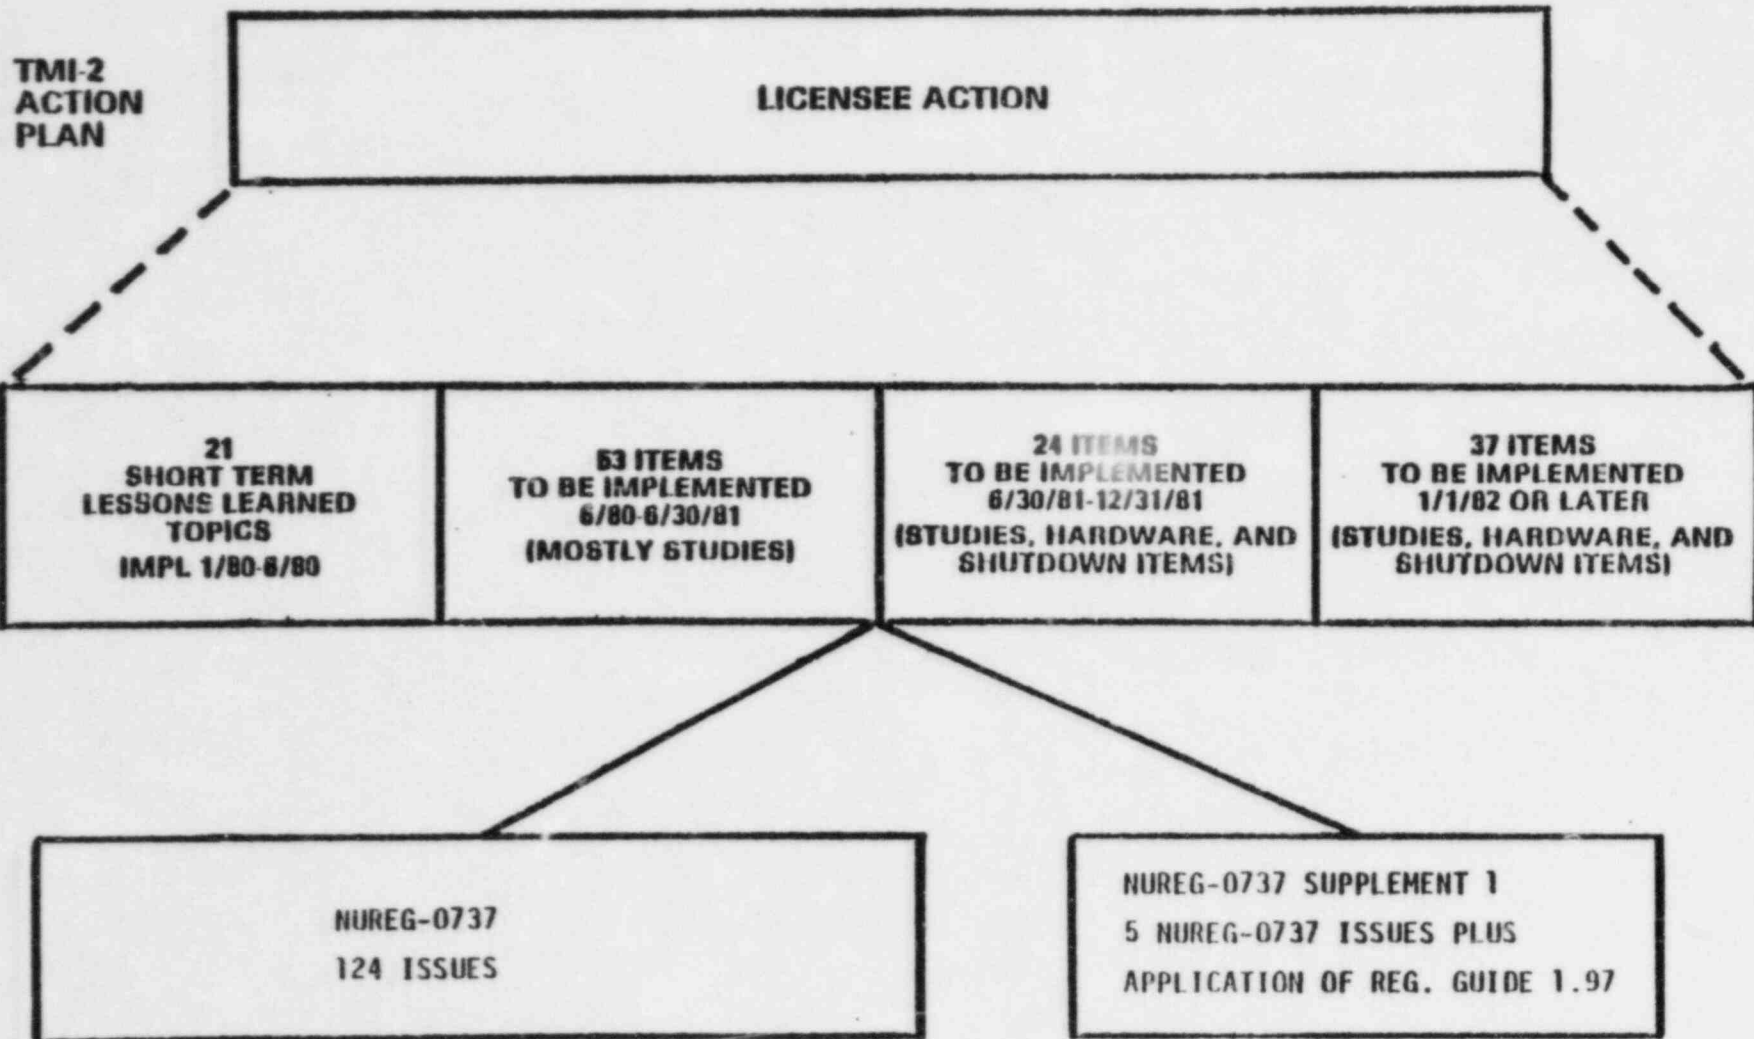 TMI-2
ACTION
PLAN
LICENSEE ACTION
21
SHORT TERM
LESSONS LEARNED
TOPICS
IMPL 1/80-6/80
53 ITEMS
TO BE IMPLEMENTED
6/80-6/30/81
(MOSTLY STUDIES)
24 ITEMS
TO BE IMPLEMENTED
6/30/81-12/31/81
(STUDIES, HARDWARE, AND
SHUTDOWN ITEMS)
37 ITEMS
TO BE IMPLEMENTED
1/1/82 OR LATER
(STUDIES, HARDWARE, AND
SHUTDOWN ITEMS)
NUREG-0737
124 ISSUES
NUREG-0737 SUPPLEMENT 1
5 NUREG-0737 ISSUES PLUS
APPLICATION OF REG. GUIDE 1.97